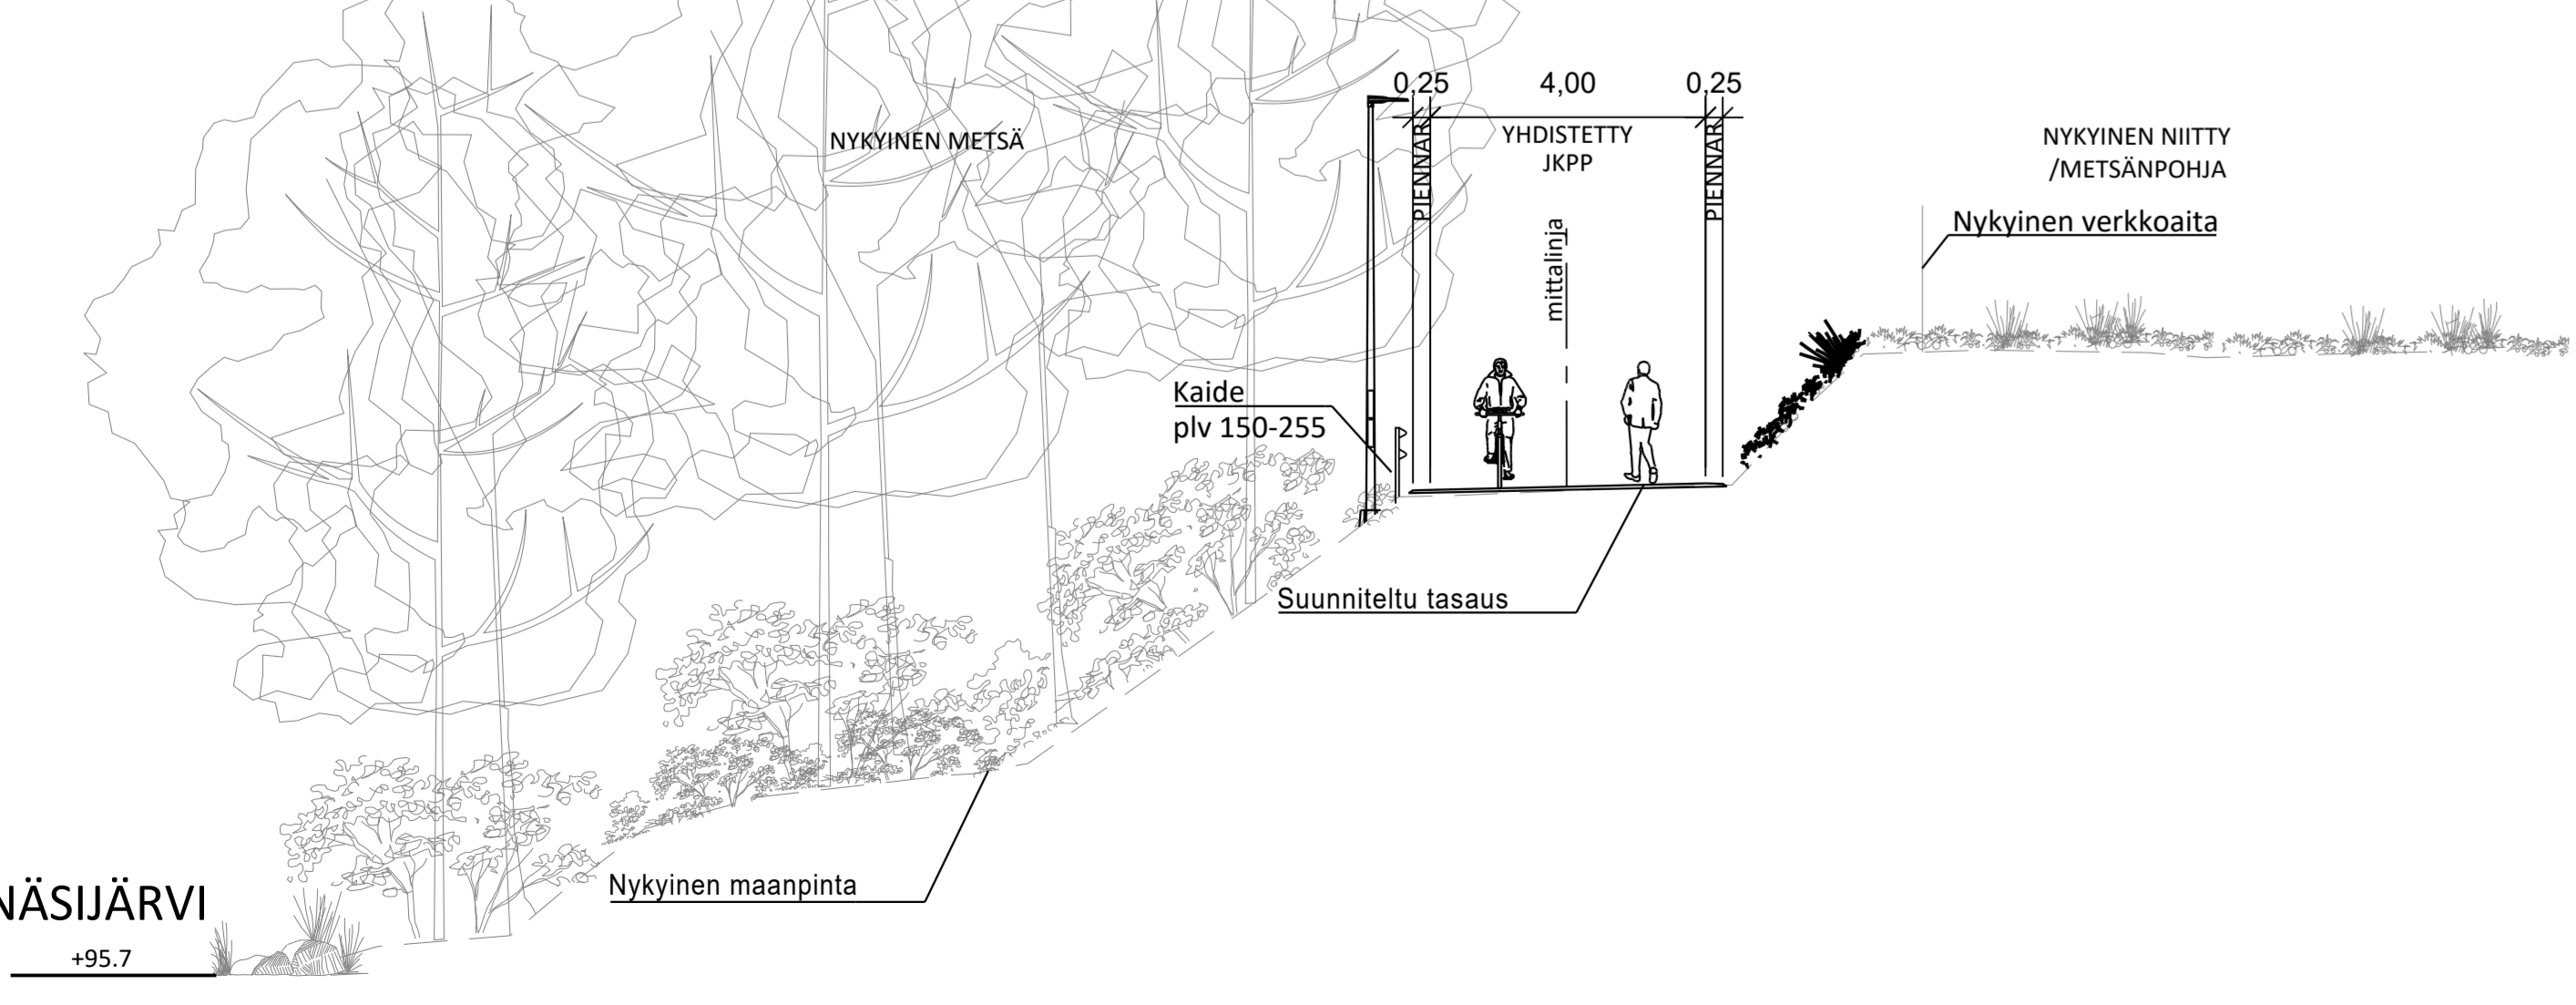 0,25 4,00 0,25
NYKYINEN METSÄ
PIENNAR
YHDISTETTY
JKPP
PIENNAR
mittalinja
NYKYINEN NIITTY
/METSÄNPOHJA
Nykyinen verkkoaita
Kaide
plv 150-255
Suunniteltu tasaus
Nykyinen maanpinta
NÄSIJÄRVI
+95.7